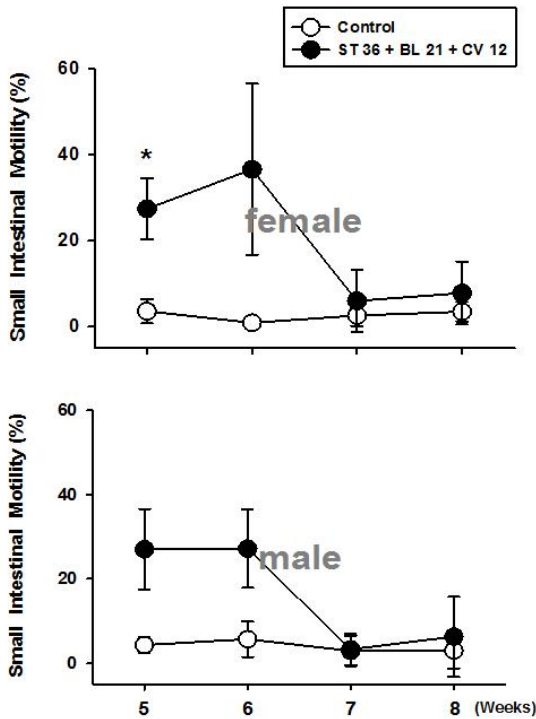 Control
ST 36 + BL 21 + CV 12
Small Intestinal Motility (%)
60
40
20
0
*
female
Small Intestinal Motility (%)
60
40
20
0
male
5 6 7 8 (Weeks)